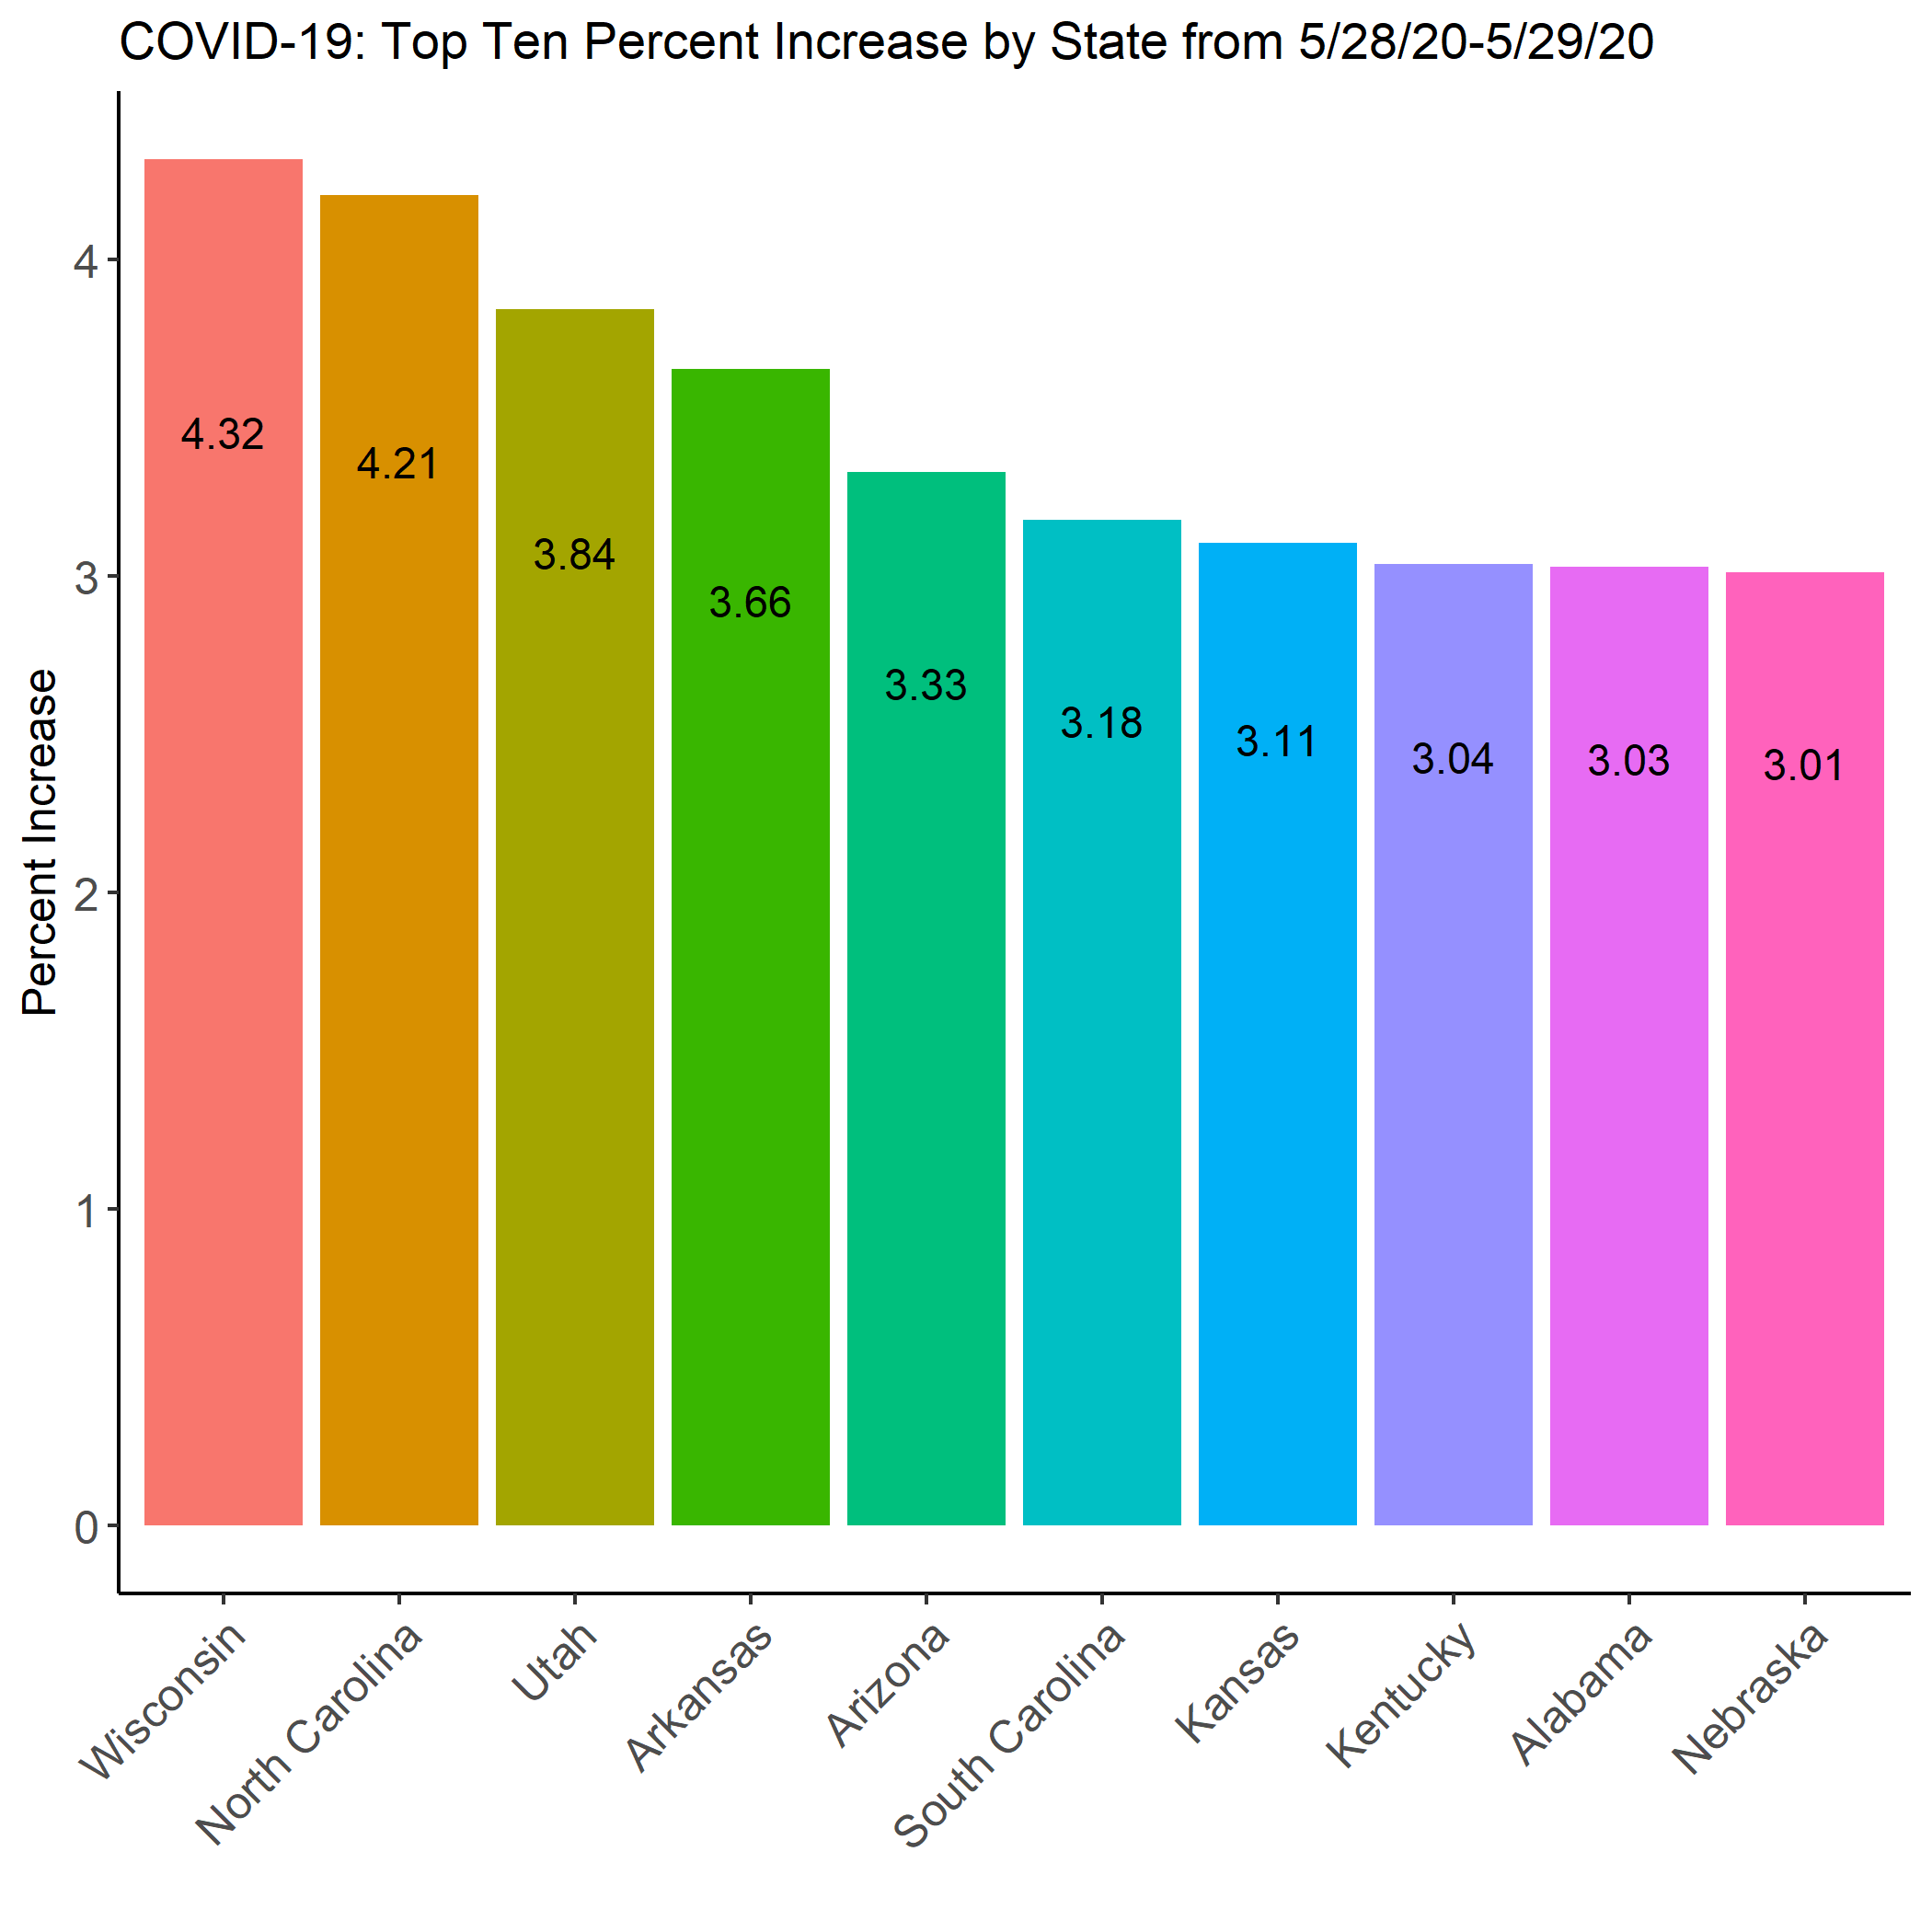 COVID-19: Top Ten Percent Increase by State from 5/28/20-5/29/20
Percent Increase
4
3
2
1
0
4.32
4.21
3.84
3.66
3.33
3.18
3.11
3.04
3.03
3.01
Wisconsin
North Carolina
Utah
Arkansas
Arizona
South Carolina
Kansas
Kentucky
Alabama
Nebraska